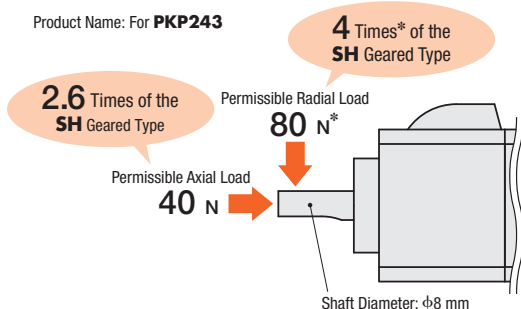 Product Name: For PKP243
4 Times* of the
SH Geared Type
2.6 Times of the
SH Geared Type
Permissible Radial Load
80 N*
Permissible Axial Load
40 N
Shaft Diameter: ϕ8 mm